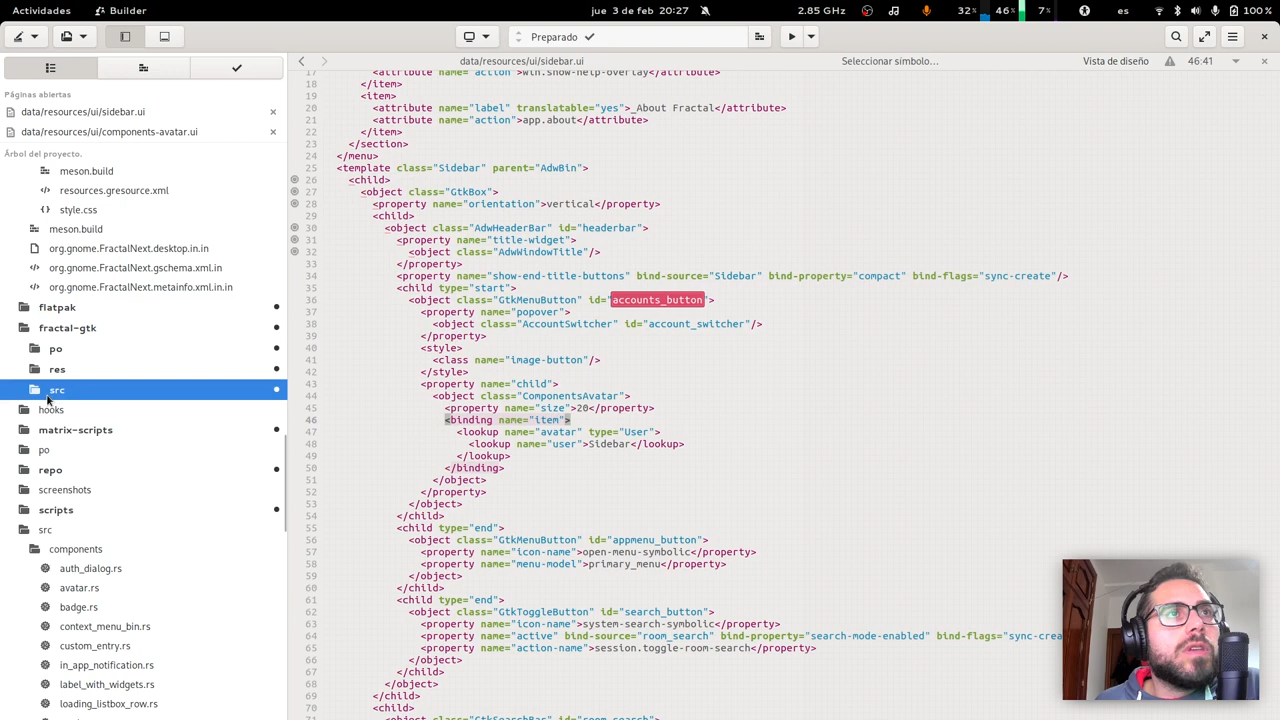 Actividades Builder jue 3 de feb 20:27 2.85 GHz 32% 46% 7% es 100 %
Preparado
Páginas abiertas
data/resources/ui/sidebar.ui
data/resources/ui/components-avatar.ui
Árbol del proyecto.
meson.build
resources.gresource.xml
style.css
meson.build
org.gnome.FractalNext.desktop.in.in
org.gnome.FractalNext.gschema.xml.in
org.gnome.FractalNext.metainfo.xml.in.in
flatpak
fractal-gtk
po
res
src
hooks
matrix-scripts
po
repo
screenshots
scripts
src
components
auth_dialog.rs
avatar.rs
badge.rs
context_menu_bin.rs
custom_entry.rs
in_app_notification.rs
label_with_widgets.rs
loading_listbox_row.rs
data/resources/ui/sidebar.ui Seleccionar símbolo... Vista de diseño 46:41
17 <attribute name="action">win.show-help-overlay</attribute>
18 </item>
19 <item>
20 <attribute name="label" translatable="yes">_About Fractal</attribute>
21 <attribute name="action">app.about</attribute>
22 </item>
23 </section>
24 </menu>
25 <template class="Sidebar" parent="AdwBin">
26 <child>
27 <object class="GtkBox">
28 <property name="orientation">vertical</property>
29 <child>
30 <object class="AdwHeaderBar" id="headerbar">
31 <property name="title-widget">
32 <object class="AdwWindowTitle"/>
33 </property>
34 <property name="show-end-title-buttons" bind-source="Sidebar" bind-property="compact" bind-flags="sync-create"/>
35 <child type="start">
36 <object class="GtkMenuButton" id="accounts_button">
37 <property name="popover">
38 <object class="AccountSwitcher" id="account_switcher"/>
39 </property>
40 <style>
41 <class name="image-button"/>
42 </style>
43 <property name="child">
44 <object class="ComponentsAvatar">
45 <property name="size">20</property>
46 <binding name="item">
47 <lookup name="avatar" type="User">
48 <lookup name="user">Sidebar</lookup>
49 </lookup>
50 </binding>
51 </object>
52 </property>
53 </object>
54 </child>
55 <child type="end">
56 <object class="GtkMenuButton" id="appmenu_button">
57 <property name="icon-name">open-menu-symbolic</property>
58 <property name="menu-model">primary_menu</property>
59 </object>
60 </child>
61 <child type="end">
62 <object class="GtkToggleButton" id="search_button">
63 <property name="icon-name">system-search-symbolic</property>
64 <property name="active" bind-source="room_search" bind-property="search-mode-enabled" bind-flags="sync-crea
65 <property name="action-name">session.toggle-room-search</property>
66 </object>
67 </child>
68 </object>
69 </child>
70 <child>